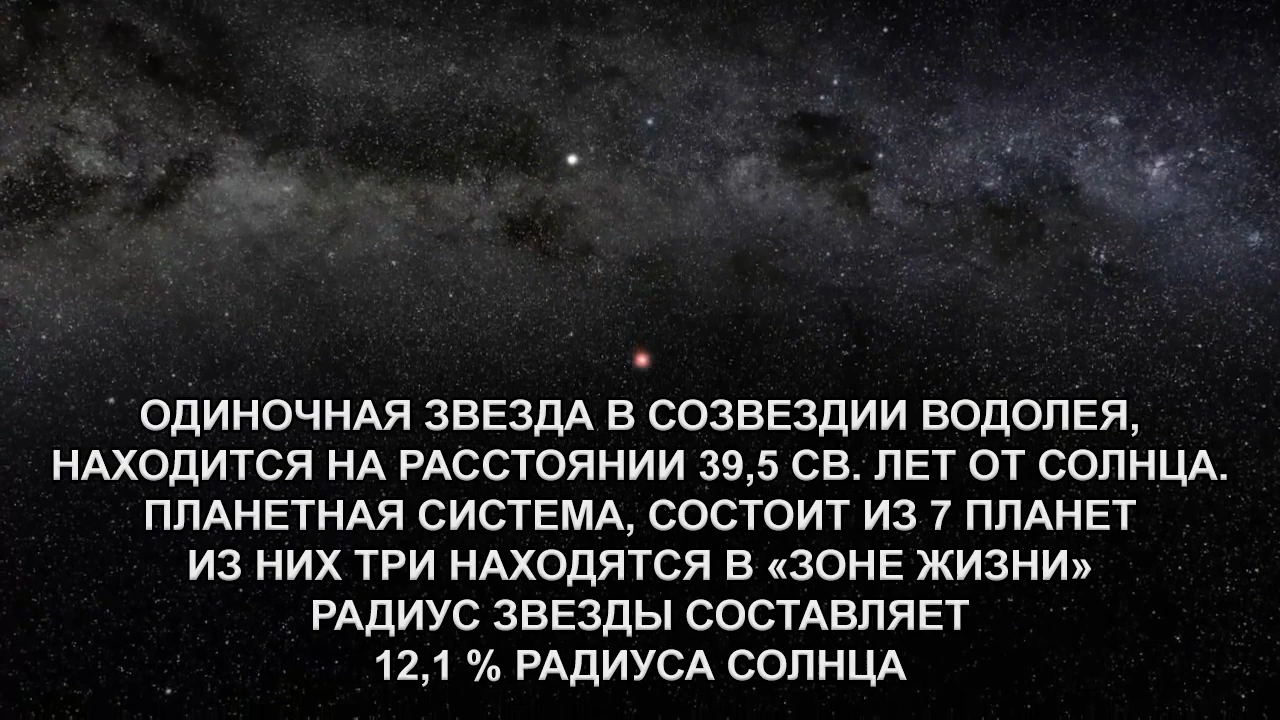 ОДИНОЧНАЯ ЗВЕЗДА В СОЗВЕЗДИИ ВОДОЛЕЯ,
НАХОДИТСЯ НА РАССТОЯНИИ 39,5 СВ. ЛЕТ ОТ СОЛНЦА.
ПЛАНЕТНАЯ СИСТЕМА, СОСТОИТ ИЗ 7 ПЛАНЕТ
ИЗ НИХ ТРИ НАХОДЯТСЯ В «ЗОНЕ ЖИЗНИ»
РАДИУС ЗВЕЗДЫ СОСТАВЛЯЕТ
12,1 % РАДИУСА СОЛНЦА